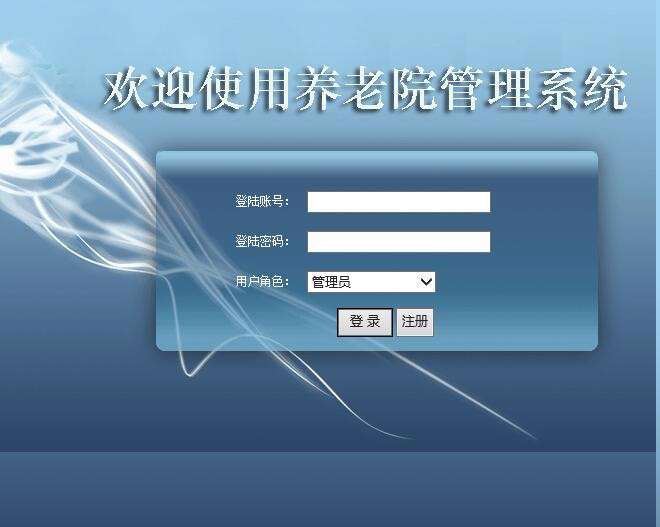 欢迎使用养老院管理系统
登陆账号：
登陆密码：
用户角色： 管理员
登 录 注册